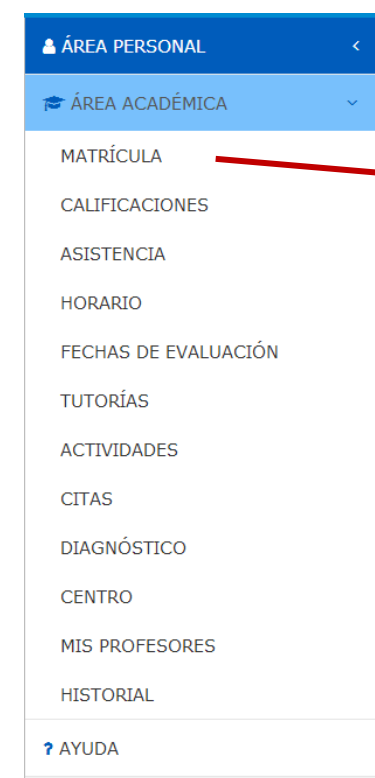 ÁREA PERSONAL
ÁREA ACADÉMICA
MATRÍCULA
CALIFICACIONES
ASISTENCIA
HORARIO
FECHAS DE EVALUACIÓN
TUTORÍAS
ACTIVIDADES
CITAS
DIAGNÓSTICO
CENTRO
MIS PROFESORES
HISTORIAL
? AYUDA